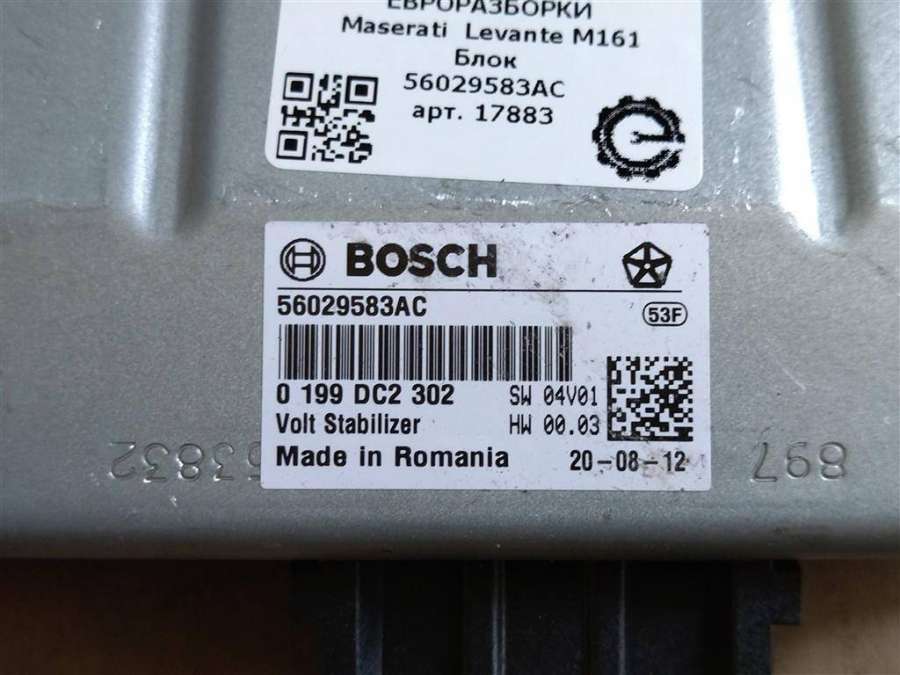 ЕВРОРАЗБОРКИ
Maserati Levante M161
Блок
56029583AC
арт. 17883
BOSCH
56029583AC
53F
0 199 DC2 302
SW 04V01
Volt Stabilizer
HW 00.03
Made in Romania
20-08-12
897